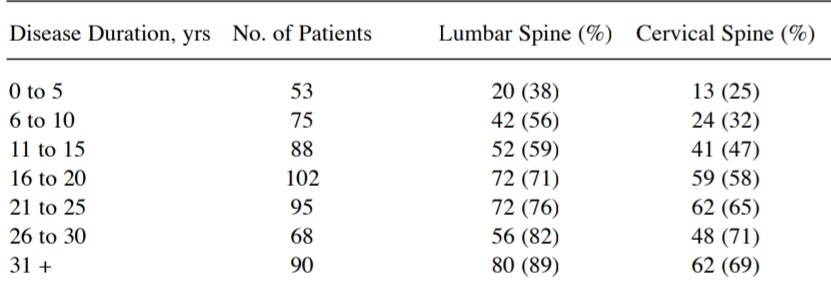 Disease Duration, yrs No. of Patients Lumbar Spine (%) Cervical Spine (%)
0 to 5 53 20 (38) 13 (25)
6 to 10 75 42 (56) 24 (32)
11 to 15 88 52 (59) 41 (47)
16 to 20 102 72 (71) 59 (58)
21 to 25 95 72 (76) 62 (65)
26 to 30 68 56 (82) 48 (71)
31 + 90 80 (89) 62 (69)